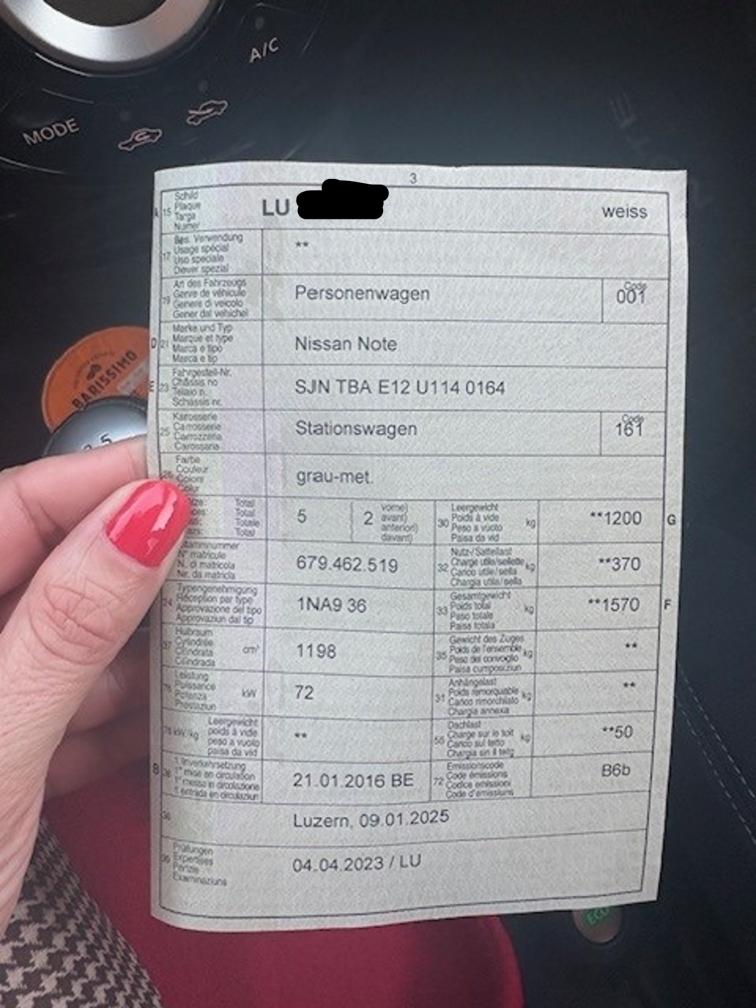 A/C
MODE
BARISSIMO
3
A 15 Schild
Plaque
Targa
Numer
LU
weiss
17 Bes. Verwendung
Usage spécial
Uso speciale
Diever spezial
**
19 Art des Fahrzeugs
Genre de véhicule
Genere di veicolo
Gener dal vehichel
Personenwagen
Code
001
D 21 Marke und Typ
Marque et type
Marca e tipo
Marca e tip
Nissan Note
E 23 Fahrgestell-Nr.
Châssis no
Telaio n.
Schassis nr.
SJN TBA E12 U114 0164
25 Karosserie
Carrosserie
Carrozzeria
Carossaria
Stationswagen
Code
161
Farbe
Couleur
Colore
Colur
grau-met.
Total
Total
Totale
Total
5
2
vorne)
avant)
anteriori)
davant)
30 Leergewicht
Poids à vide
Peso a vuoto
Paisa da vid
kg
**1200
G
Stammnummer
N° matricule
N. di matricola
Nr. da matricla
679.462.519
32 Nutz-/Sattellast
Charge utile/sellette
Carico utile/sella
Chargia utila/sella
kg
**370
24 Typengenehmigung
Réception par type
Approvazione del tipo
Approvaziun dal tip
1NA9 36
33 Gesamtgewicht
Poids total
Peso totale
Paisa totala
kg
**1570
F
37 Hubraum
Cylindrée
Cilindrata
Cilindrada
cm³
1198
35 Gewicht des Zuges
Poids de l'ensemble
Peso del convoglio
Paisa cumposiziun
kg
**
76 Leistung
Puissance
Potenza
Prestaziun
kW
72
31 Anhängelast
Poids remorquable
Carico rimorchiato
Chargia annexa
kg
**
78 kW/kg
Leergewicht
poids à vide
peso a vuoto
paisa da vid
**
55 Dachlast
Charge sur le toit
Carico sul tetto
Chargia sin il tetg
kg
**50
B 36 1. Inverkehrsetzung
1re mise en circulation
1a messa in circolazione
1. entrada en circulaziun
21.01.2016 BE
72 Emissionscode
Code émissions
Codice emissioni
Code d'emissiuns
B6b
38
Luzern, 09.01.2025
39 Prüfungen
Expertises
Perizie
Examinaziuns
04.04.2023 / LU
ECO